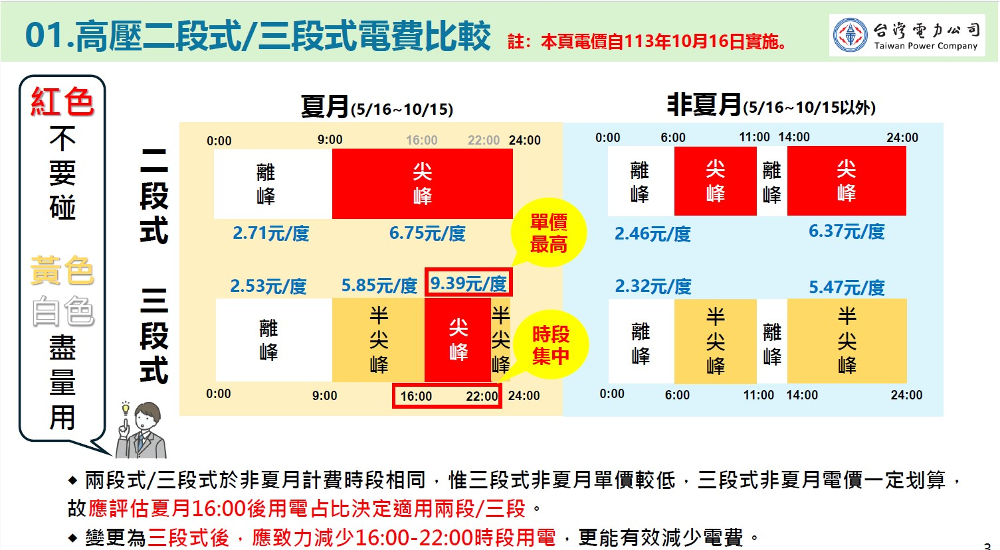 01.高壓二段式/三段式電費比較
註：本頁電價自113年10月16日實施。
台灣電力公司
Taiwan Power Company
紅色
不要碰
黃色
白色
盡量用
夏月(5/16~10/15)
非夏月(5/16~10/15以外)
二段式
0:00 9:00 16:00 22:00 24:00
離峰 尖峰
2.71元/度 6.75元/度
0:00 6:00 11:00 14:00 24:00
離峰 尖峰 離峰 尖峰
2.46元/度 6.37元/度
單價
最高
三段式
2.53元/度 5.85元/度 9.39元/度
離峰 半尖峰 尖峰 半尖峰
0:00 9:00 16:00 22:00 24:00
時段
集中
2.32元/度 5.47元/度
離峰 半尖峰 離峰 半尖峰
0:00 6:00 11:00 14:00 24:00
◆ 兩段式/三段式於非夏月計費時段相同，惟三段式非夏月單價較低，三段式非夏月電價一定划算，
故應評估夏月16:00後用電占比決定適用兩段/三段。
◆ 變更為三段式後，應致力減少16:00-22:00時段用電，更能有效減少電費。
3